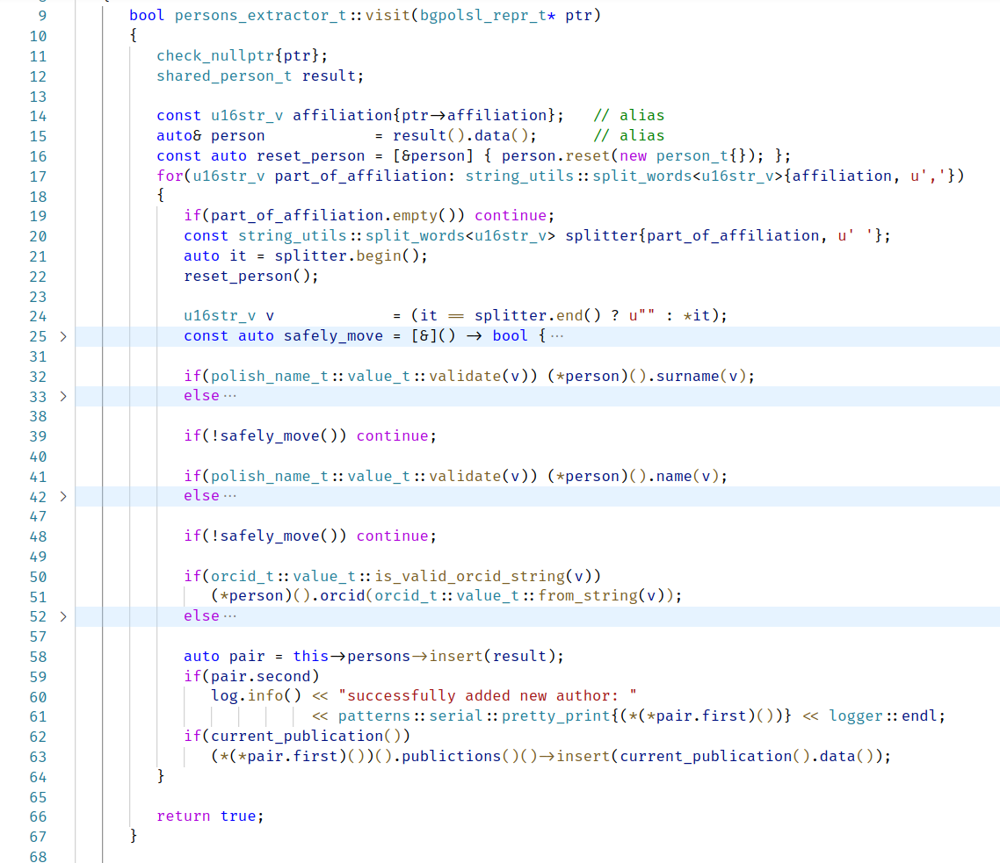 9 bool persons_extractor_t::visit(bgpolsl_repr_t* ptr)
10 {
11 check_nullptr{ptr};
12 shared_person_t result;
13
14 const u16str_v affiliation{ptr->affiliation}; // alias
15 auto& person = result().data(); // alias
16 const auto reset_person = [&person] { person.reset(new person_t{}); };
17 for(u16str_v part_of_affiliation: string_utils::split_words<u16str_v>{affiliation, u','})
18 {
19 if(part_of_affiliation.empty()) continue;
20 const string_utils::split_words<u16str_v> splitter{part_of_affiliation, u' '};
21 auto it = splitter.begin();
22 reset_person();
23
24 u16str_v v = (it == splitter.end() ? u"" : *it);
25 const auto safely_move = [&]() -> bool { ···
31
32 if(polish_name_t::value_t::validate(v)) (*person)().surname(v);
33 else ···
38
39 if(!safely_move()) continue;
40
41 if(polish_name_t::value_t::validate(v)) (*person)().name(v);
42 else ···
47
48 if(!safely_move()) continue;
49
50 if(orcid_t::value_t::is_valid_orcid_string(v))
51 (*person)().orcid(orcid_t::value_t::from_string(v));
52 else ···
57
58 auto pair = this->persons->insert(result);
59 if(pair.second)
60 log.info() << "successfully added new author: "
61 << patterns::serial::pretty_print{(*(*pair.first)())} << logger::endl;
62 if(current_publication())
63 (*(*pair.first)())().publictions()()->insert(current_publication().data());
64 }
65
66 return true;
67 }
68